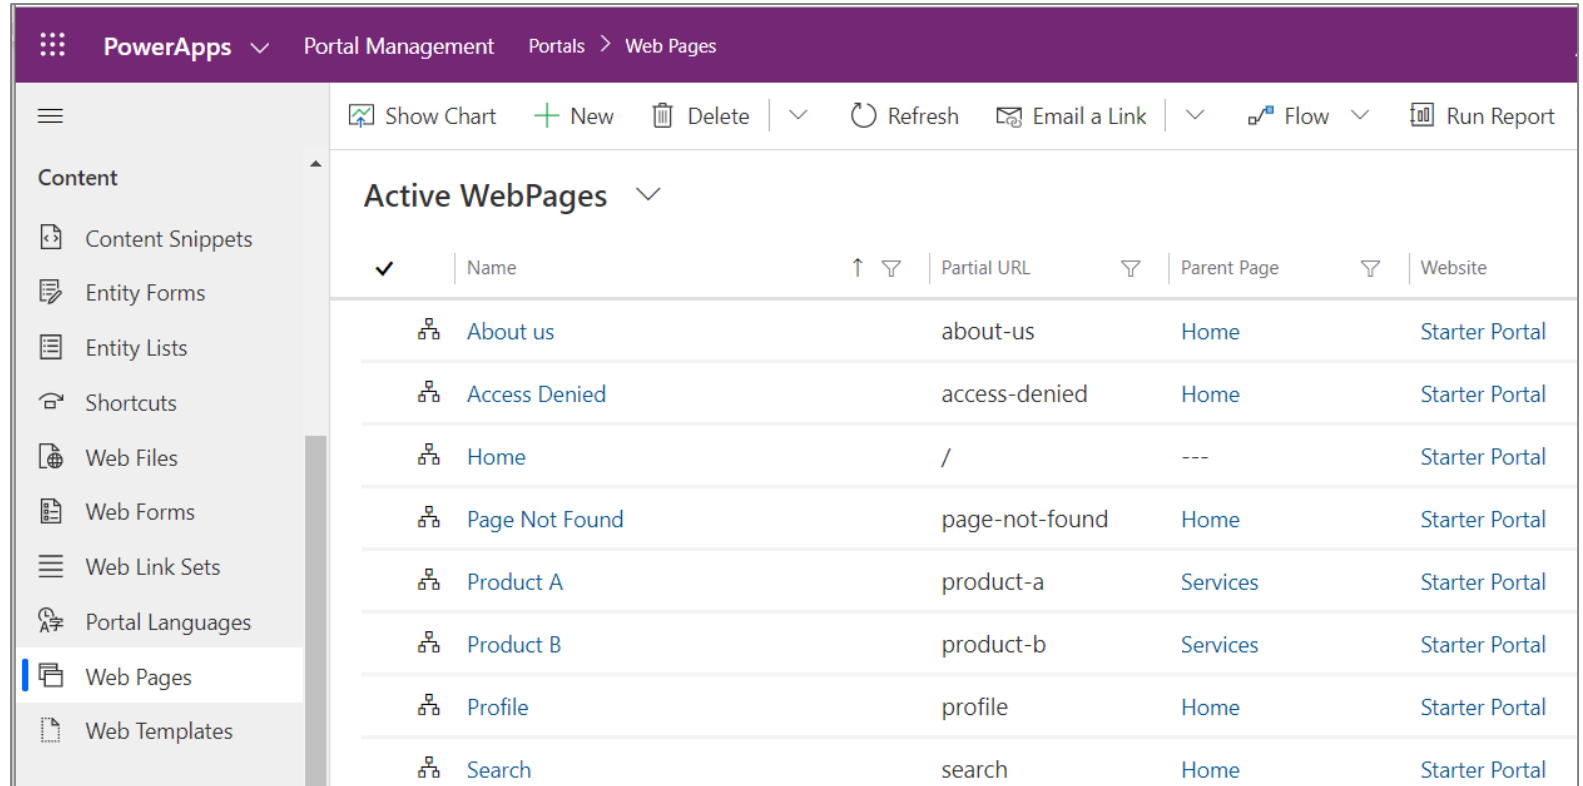 PowerApps Portal Management Portals > Web Pages
Show Chart New Delete Refresh Email a Link Flow Run Report
Content
Content Snippets
Entity Forms
Entity Lists
Shortcuts
Web Files
Web Forms
Web Link Sets
Portal Languages
Web Pages
Web Templates
Active WebPages
Name Partial URL Parent Page Website
About us about-us Home Starter Portal
Access Denied access-denied Home Starter Portal
Home / --- Starter Portal
Page Not Found page-not-found Home Starter Portal
Product A product-a Services Starter Portal
Product B product-b Services Starter Portal
Profile profile Home Starter Portal
Search search Home Starter Portal